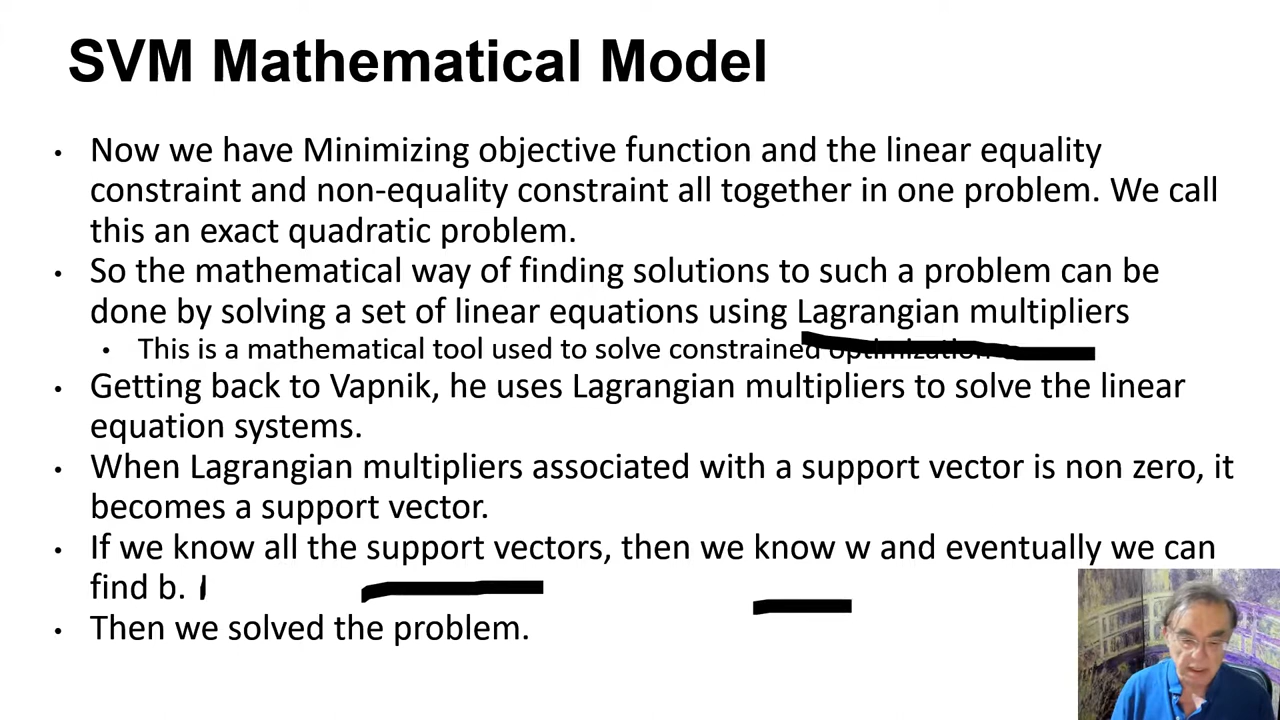 SVM Mathematical Model
• Now we have Minimizing objective function and the linear equality
constraint and non-equality constraint all together in one problem. We call
this an exact quadratic problem.
• So the mathematical way of finding solutions to such a problem can be
done by solving a set of linear equations using Lagrangian multipliers
• This is a mathematical tool used to solve constrained optimization
• Getting back to Vapnik, he uses Lagrangian multipliers to solve the linear
equation systems.
• When Lagrangian multipliers associated with a support vector is non zero, it
becomes a support vector.
• If we know all the support vectors, then we know w and eventually we can
find b.
• Then we solved the problem.